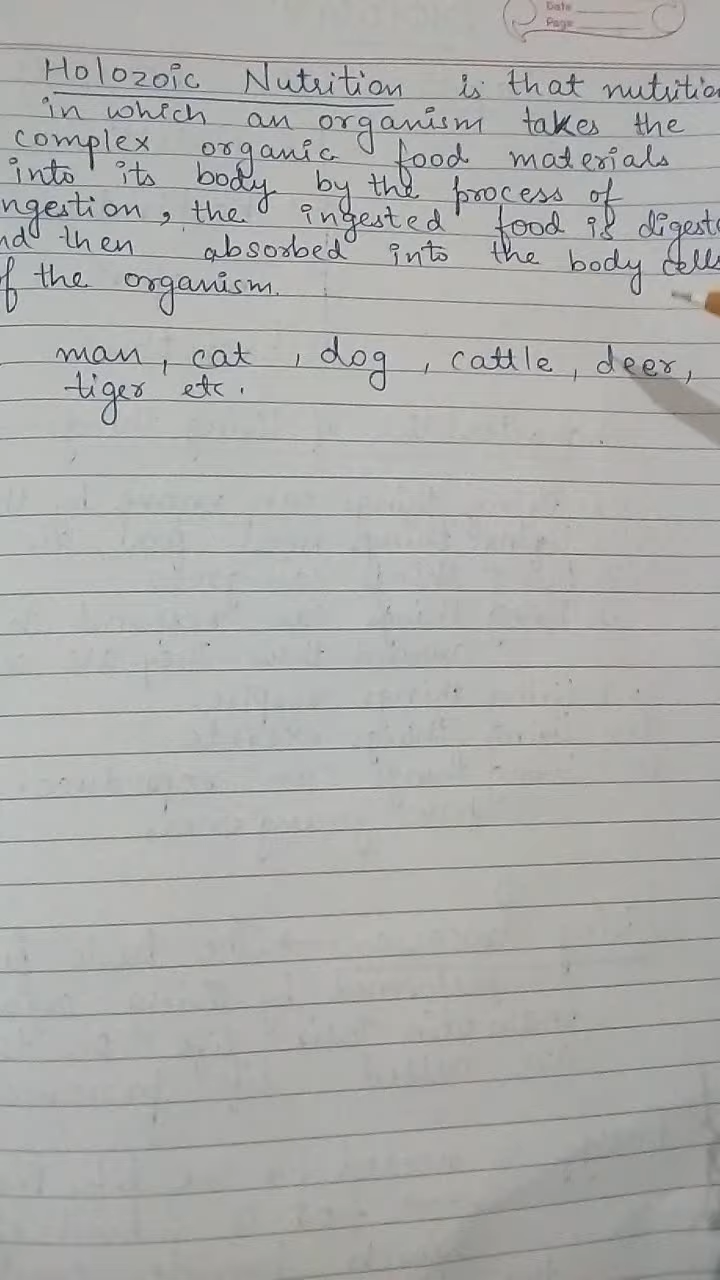 Date
Page
Holozoic Nutrition is that nutritio
in which an organism takes the
complex organic food materials
into its body by the process of
ngestion, the ingested food is digest
nd then absorbed into the body cells
f the organism.
man, cat, dog, cattle, deer,
tiger etc.